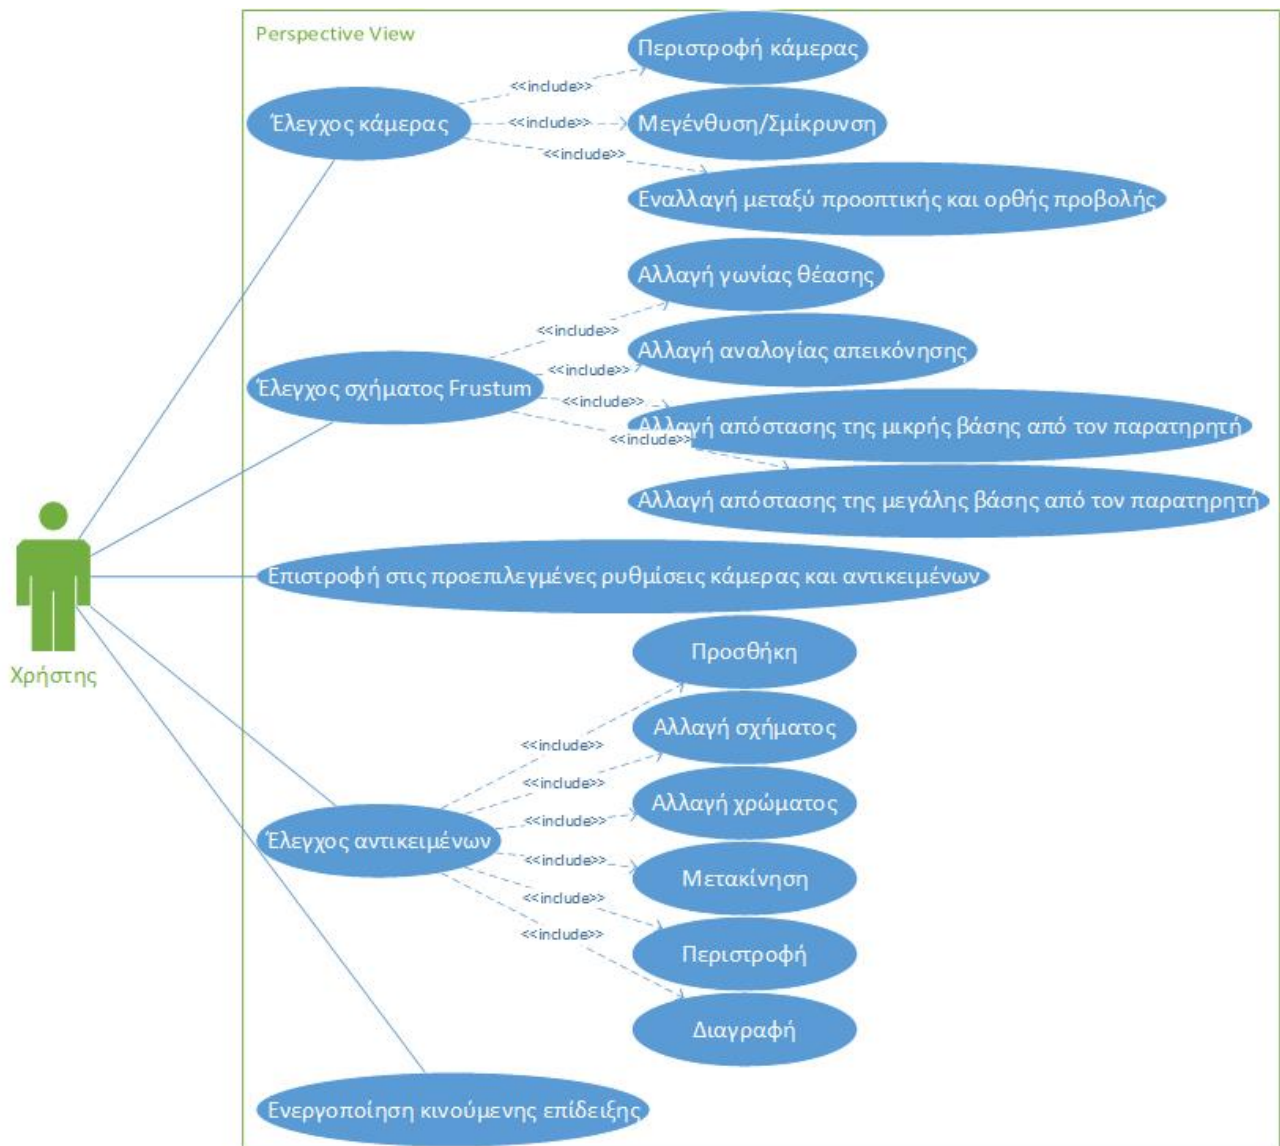 Perspective View
Περιστροφή κάμερας
<<include>>
Έλεγχος κάμερας
<<include>>
Μεγένθυση/Σμίκρυνση
<<include>>
Εναλλαγή μεταξύ προοπτικής και ορθής προβολής
Αλλαγή γωνίας θέασης
<<include>>
Αλλαγή αναλογίας απεικόνησης
<<include>>
Έλεγχος σχήματος Frustum
<<include>>
Αλλαγή απόστασης της μικρής βάσης από τον παρατηρητή
<<include>>
Αλλαγή απόστασης της μεγάλης βάσης από τον παρατηρητή
Επιστροφή στις προεπιλεγμένες ρυθμίσεις κάμερας και αντικειμένων
Χρήστης
Προσθήκη
Αλλαγή σχήματος
<<include>>
<<include>>
Αλλαγή χρώματος
<<include>>
Έλεγχος αντικειμένων
<<include>>
Μετακίνηση
<<include>>
<<include>>
Περιστροφή
Διαγραφή
Ενεργοποίηση κινούμενης επίδειξης